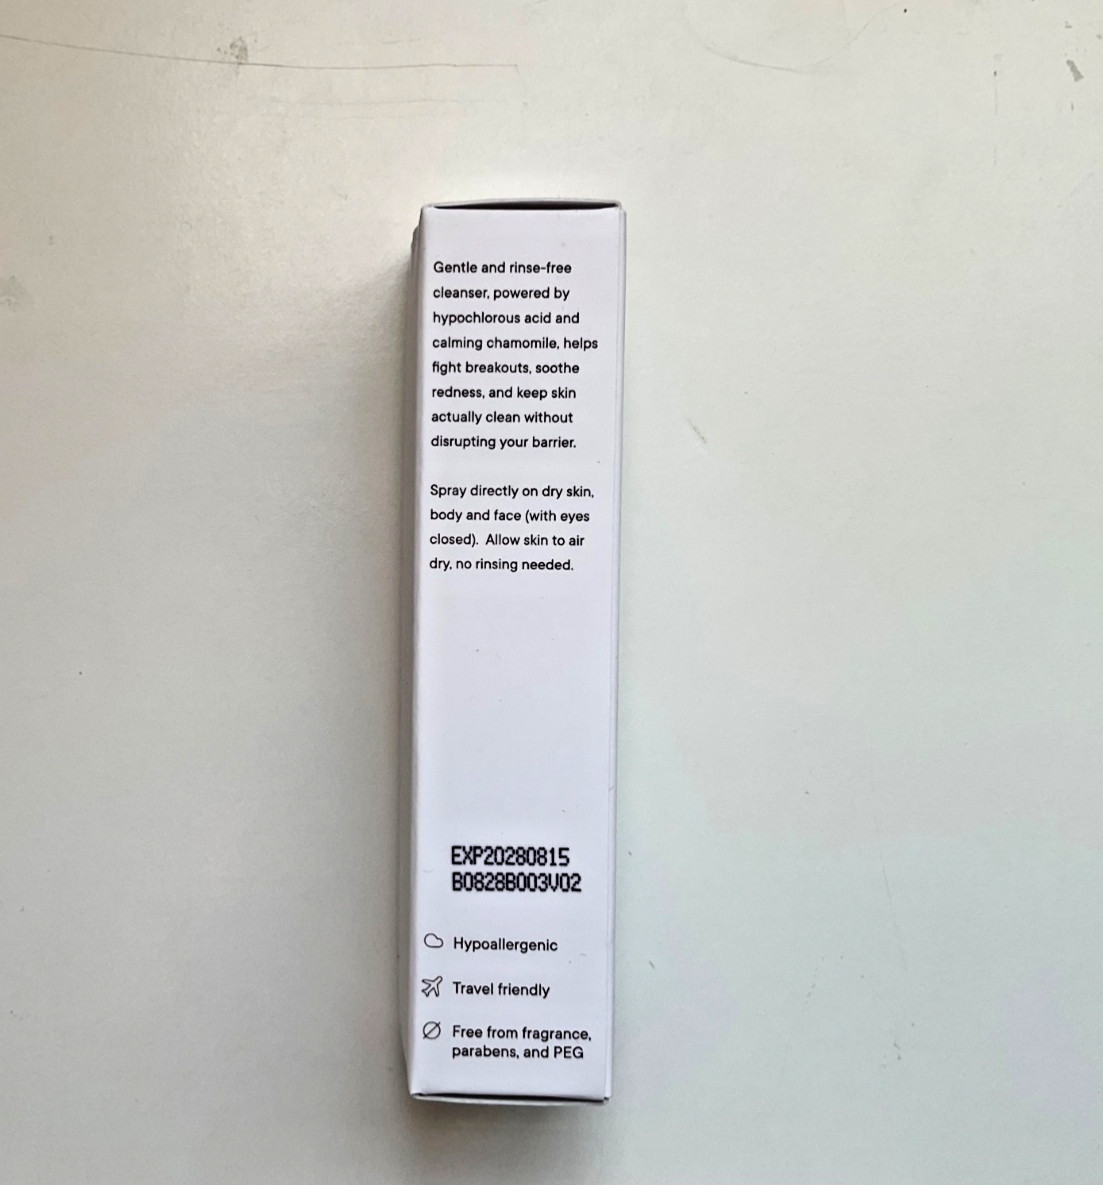 Gentle and rinse-free
cleanser, powered by
hypochlorous acid and
calming chamomile, helps
fight breakouts, soothe
redness, and keep skin
actually clean without
disrupting your barrier.
Spray directly on dry skin,
body and face (with eyes
closed). Allow skin to air
dry, no rinsing needed.
EXP20280815
B0828B003V02
Hypoallergenic
Travel friendly
Free from fragrance,
parabens, and PEG